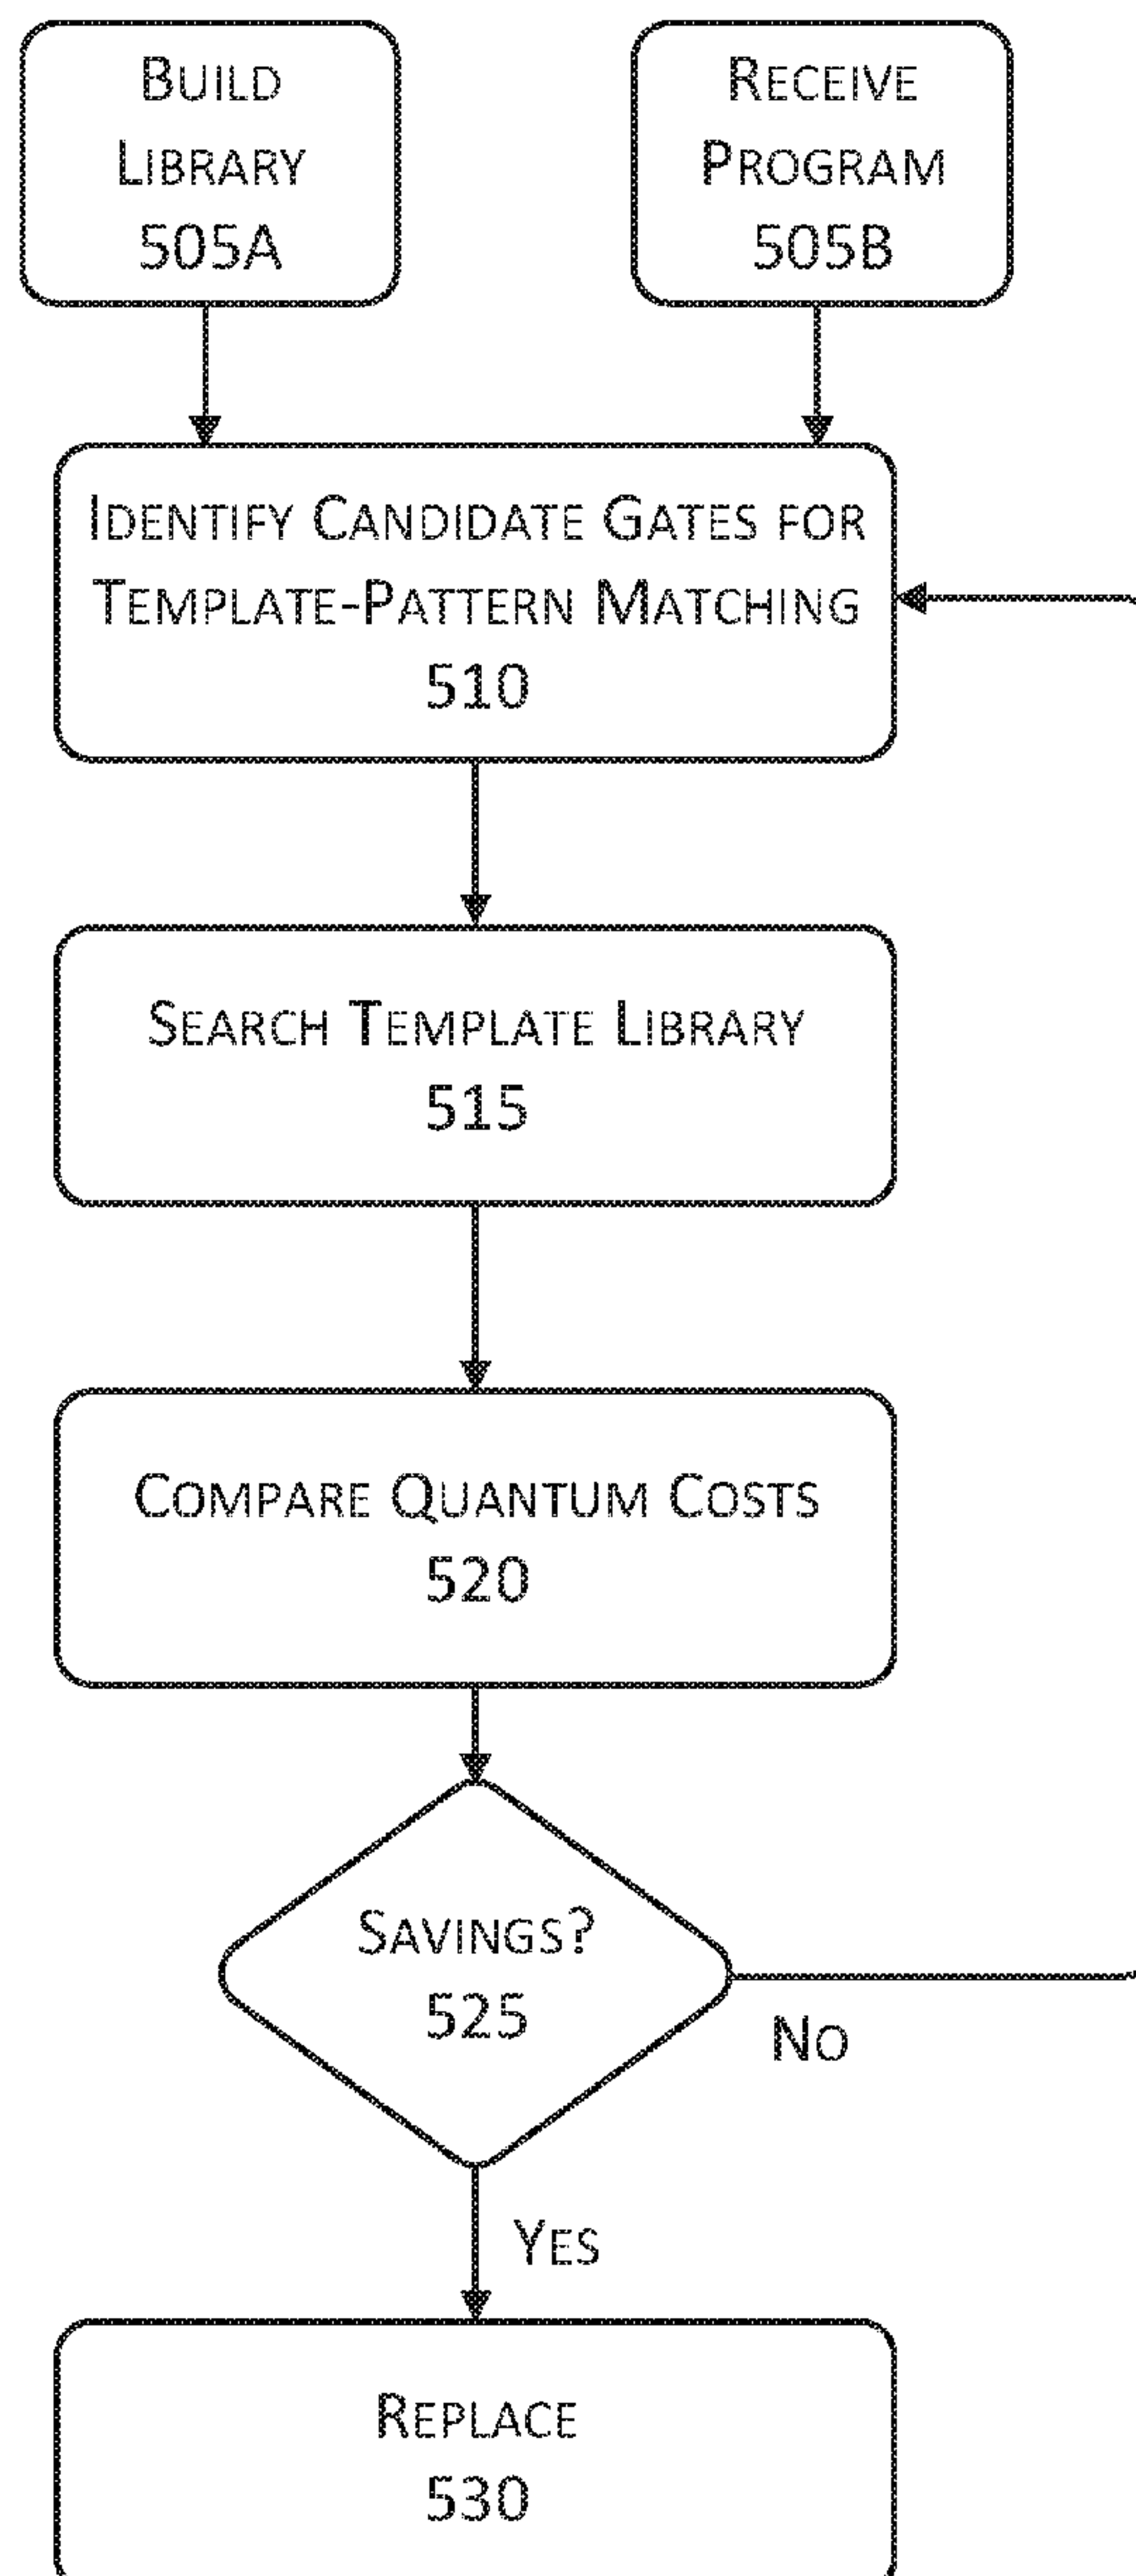 BUILD
LIBRARY
505A
RECEIVE
PROGRAM
505B
IDENTIFY CANDIDATE GATES FOR
TEMPLATE-PATTERN MATCHING
510
SEARCH TEMPLATE LIBRARY
515
COMPARE QUANTUM COSTS
520
SAVINGS?
525
NO
YES
REPLACE
530